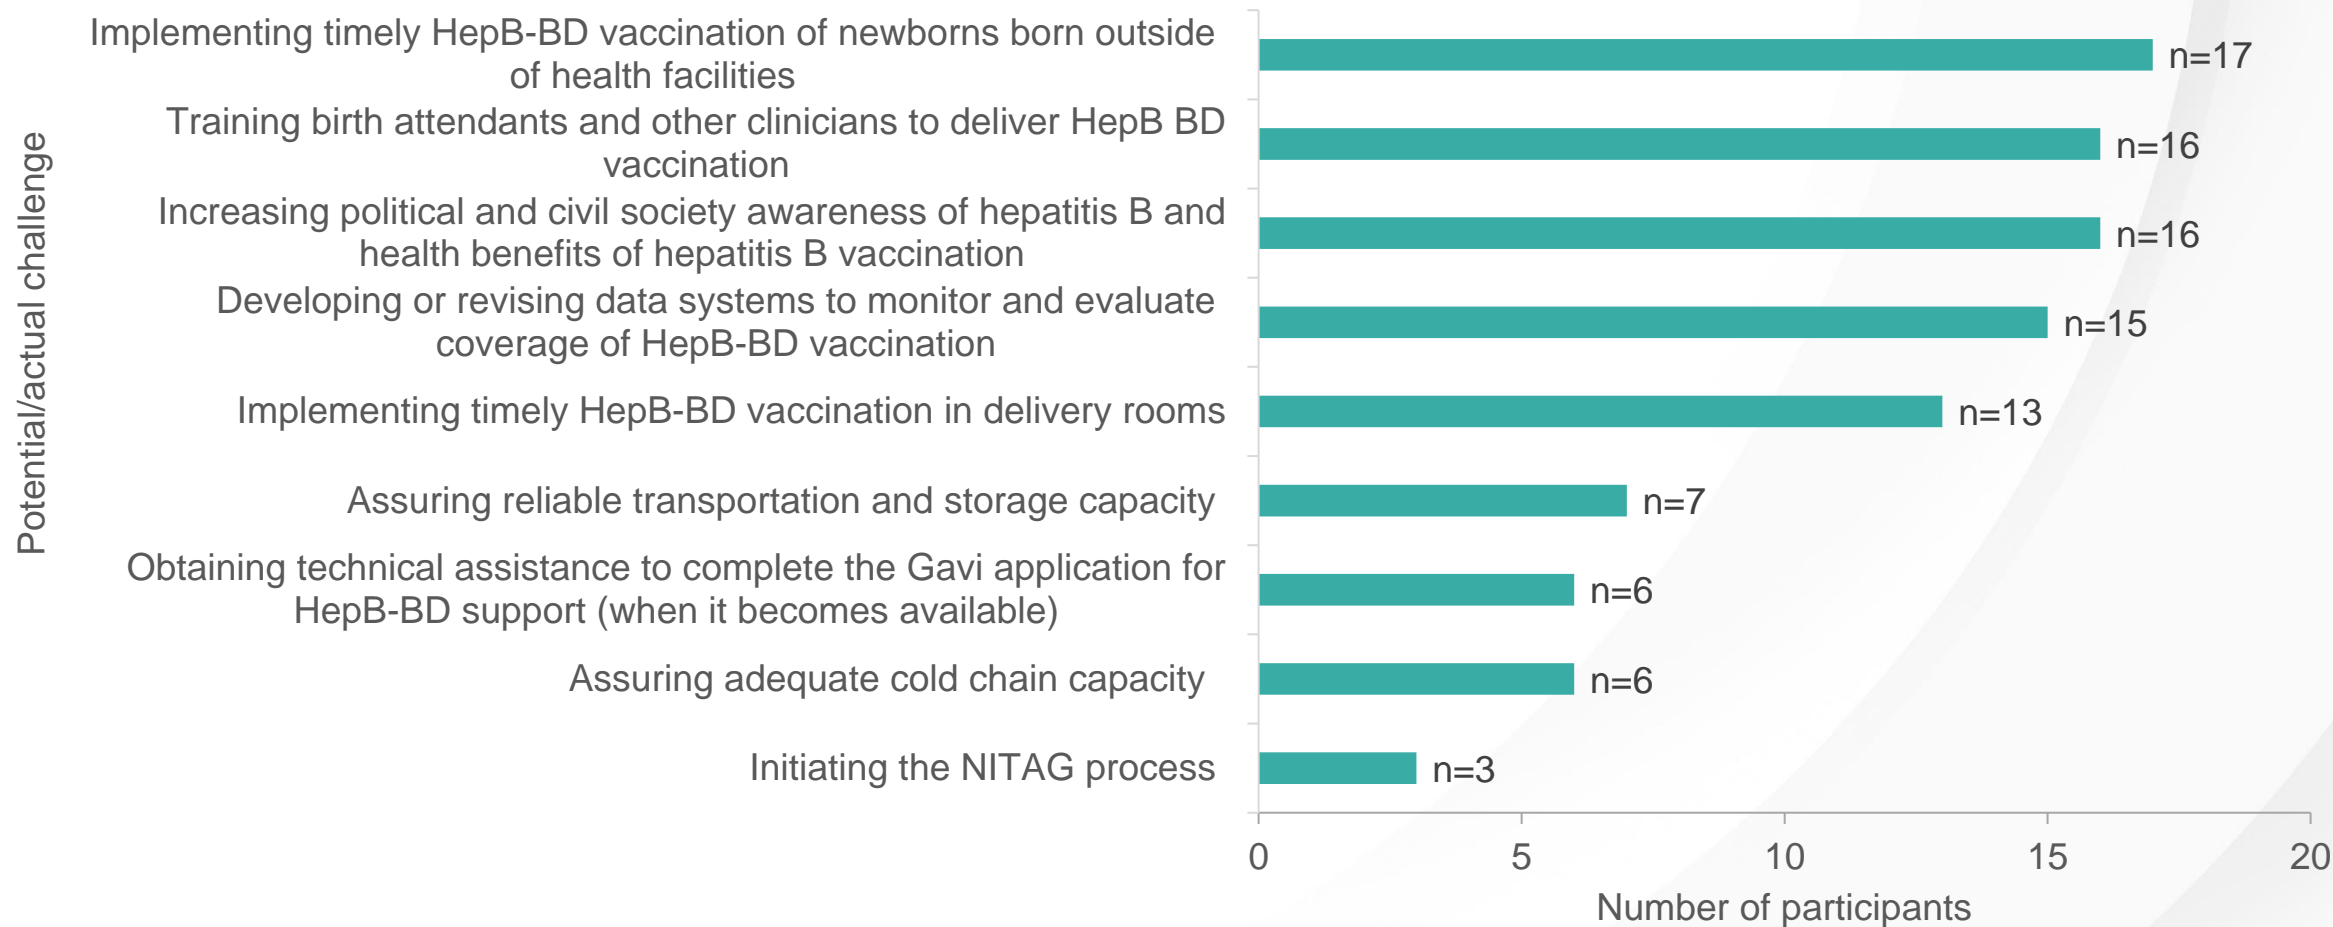 Potential/actual challenge
Implementing timely HepB-BD vaccination of newborns born outside
of health facilities
n=17
Training birth attendants and other clinicians to deliver HepB BD
vaccination
n=16
Increasing political and civil society awareness of hepatitis B and
health benefits of hepatitis B vaccination
n=16
Developing or revising data systems to monitor and evaluate
coverage of HepB-BD vaccination
n=15
Implementing timely HepB-BD vaccination in delivery rooms
n=13
Assuring reliable transportation and storage capacity
n=7
Obtaining technical assistance to complete the Gavi application for
HepB-BD support (when it becomes available)
n=6
Assuring adequate cold chain capacity
n=6
Initiating the NITAG process
n=3
0 5 10 15 20
Number of participants